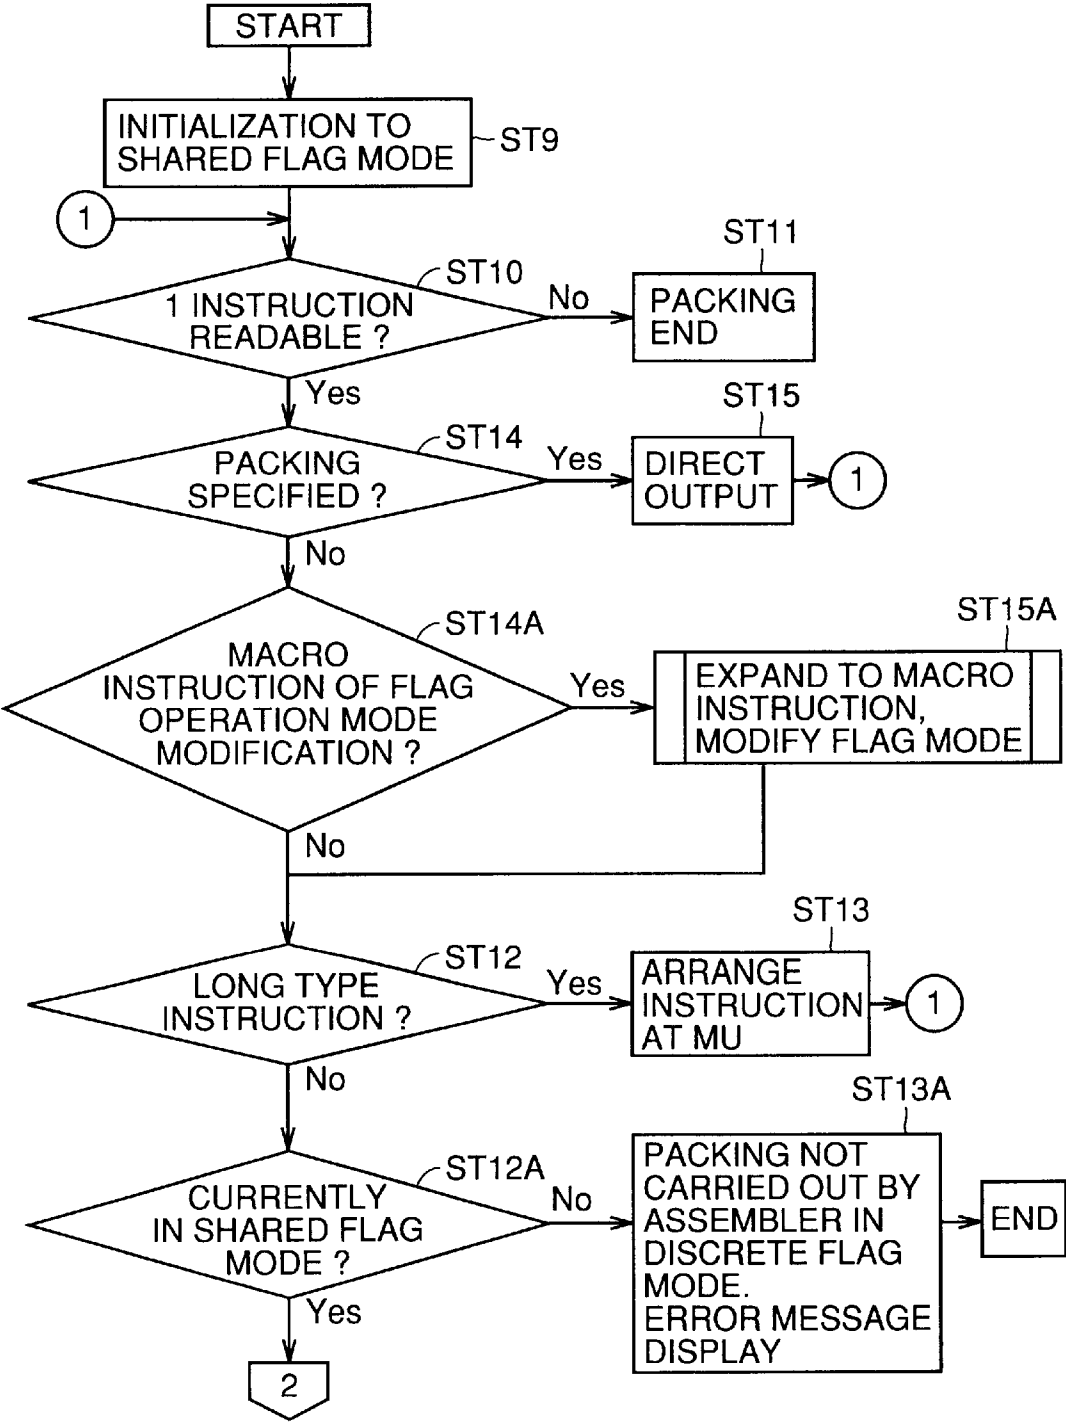 START
INITIALIZATION TO
SHARED FLAG MODE
ST9
1
ST11
ST10
1 INSTRUCTION
READABLE ?
No
PACKING
END
Yes
ST15
ST14
PACKING
SPECIFIED ?
Yes
DIRECT
OUTPUT
1
No
ST15A
ST14A
MACRO
INSTRUCTION OF FLAG
OPERATION MODE
MODIFICATION ?
Yes
EXPAND TO MACRO
INSTRUCTION,
MODIFY FLAG MODE
No
ST13
ST12
LONG TYPE
INSTRUCTION ?
Yes
ARRANGE
INSTRUCTION
AT MU
1
No
ST13A
ST12A
CURRENTLY
IN SHARED FLAG
MODE ?
No
PACKING NOT
CARRIED OUT BY
ASSEMBLER IN
DISCRETE FLAG
MODE.
ERROR MESSAGE
DISPLAY
END
Yes
2